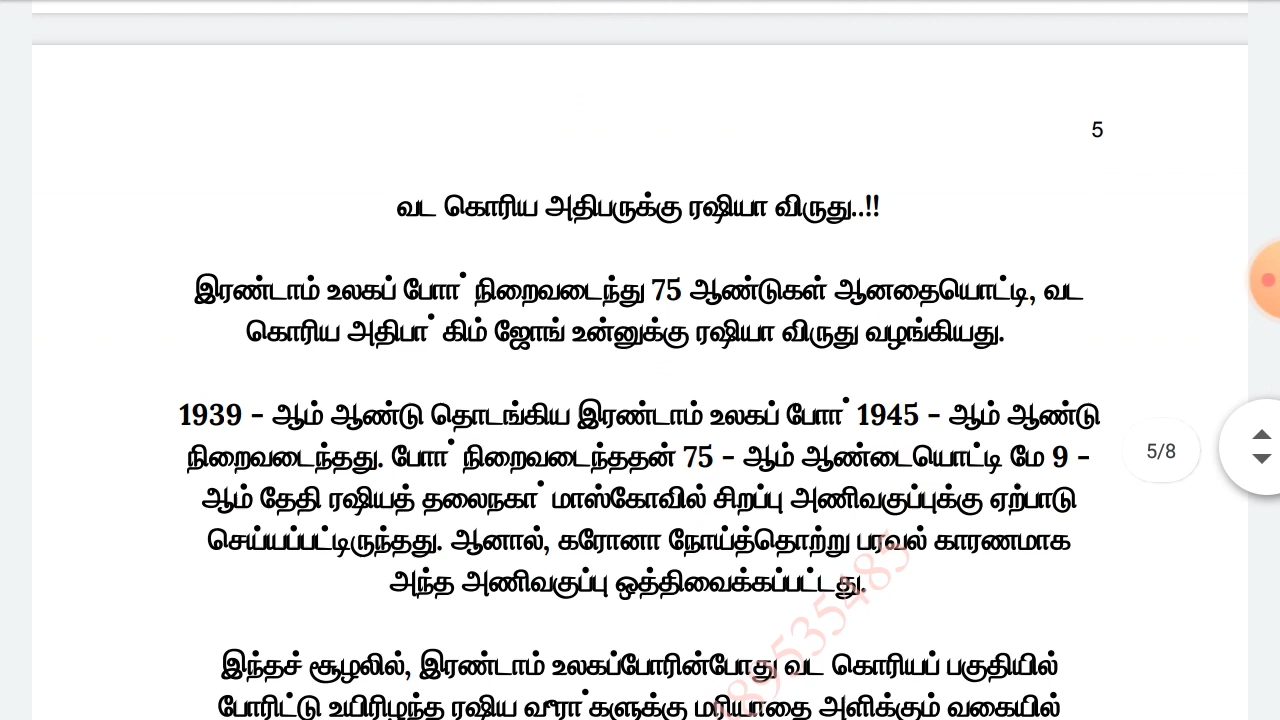 5
வட கொரிய அதிபருக்கு ரஷியா விருது..!!
இரண்டாம் உலகப் போர் நிறைவடைந்து 75 ஆண்டுகள் ஆனதையொட்டி, வட
கொரிய அதிபர் கிம் ஜோங் உன்னுக்கு ரஷியா விருது வழங்கியது.
1939 - ஆம் ஆண்டு தொடங்கிய இரண்டாம் உலகப் போர் 1945 - ஆம் ஆண்டு
நிறைவடைந்தது. போர் நிறைவடைந்ததன் 75 - ஆம் ஆண்டையொட்டி மே 9 -
ஆம் தேதி ரஷியத் தலைநகர் மாஸ்கோவில் சிறப்பு அணிவகுப்புக்கு ஏற்பாடு
செய்யப்பட்டிருந்தது. ஆனால், கரோனா நோய்த்தொற்று பரவல் காரணமாக
அந்த அணிவகுப்பு ஒத்திவைக்கப்பட்டது.
இந்தச் சூழலில், இரண்டாம் உலகப்போரின்போது வட கொரியப் பகுதியில்
போரிட்டு உயிரிழந்த ரஷிய வீரர்களுக்கு மரியாதை அளிக்கும் வகையில்
5/8